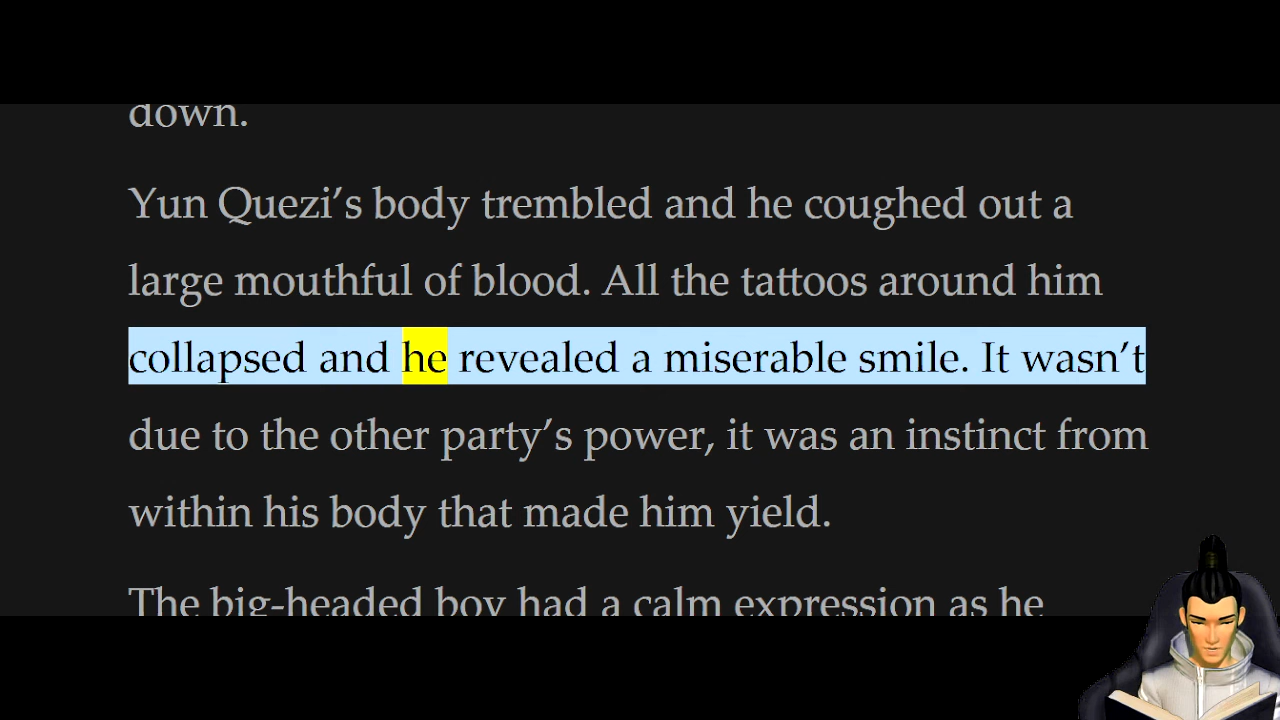 down.
Yun Quezi’s body trembled and he coughed out a
large mouthful of blood. All the tattoos around him
collapsed and he revealed a miserable smile. It wasn’t
due to the other party’s power, it was an instinct from
within his body that made him yield.
The big-headed boy had a calm expression as he